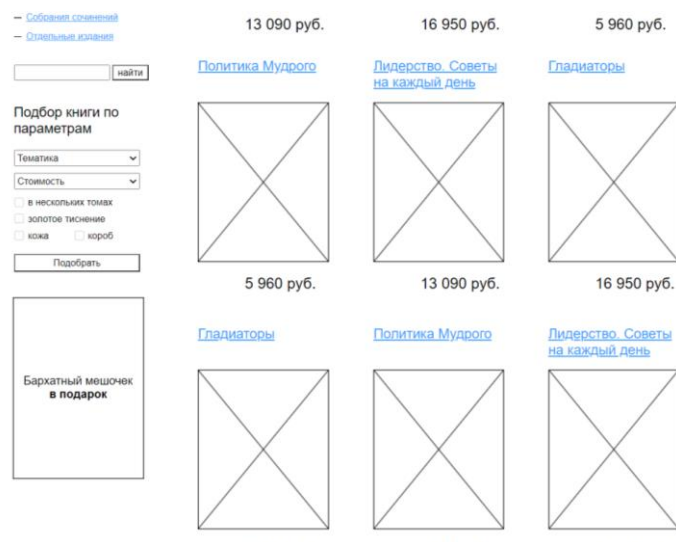 — Собрания сочинений
— Отдельные издания
найти
Подбор книги по
параметрам
Тематика
Стоимость
в нескольких томах
золотое тиснение
кожа короб
Подобрать
Бархатный мешочек
в подарок
13 090 руб. 16 950 руб. 5 960 руб.
Политика Мудрого Лидерство. Советы Гладиаторы
на каждый день
5 960 руб. 13 090 руб. 16 950 руб.
Гладиаторы Политика Мудрого Лидерство. Советы
на каждый день